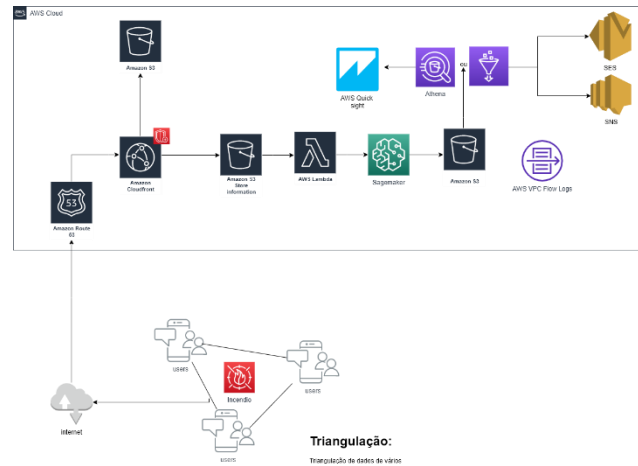 AWS Cloud
Amazon S3
AWS Quick
sight
Athena
ou
SES
SNS
Amazon
Cloudfront
Amazon S3
Store
information
AWS Lambda
Sagemaker
Amazon S3
AWS VPC Flow Logs
53
Amazon Route
53
users
users
Incendio
users
internet
Triangulação:
Triangulação de dados de vários